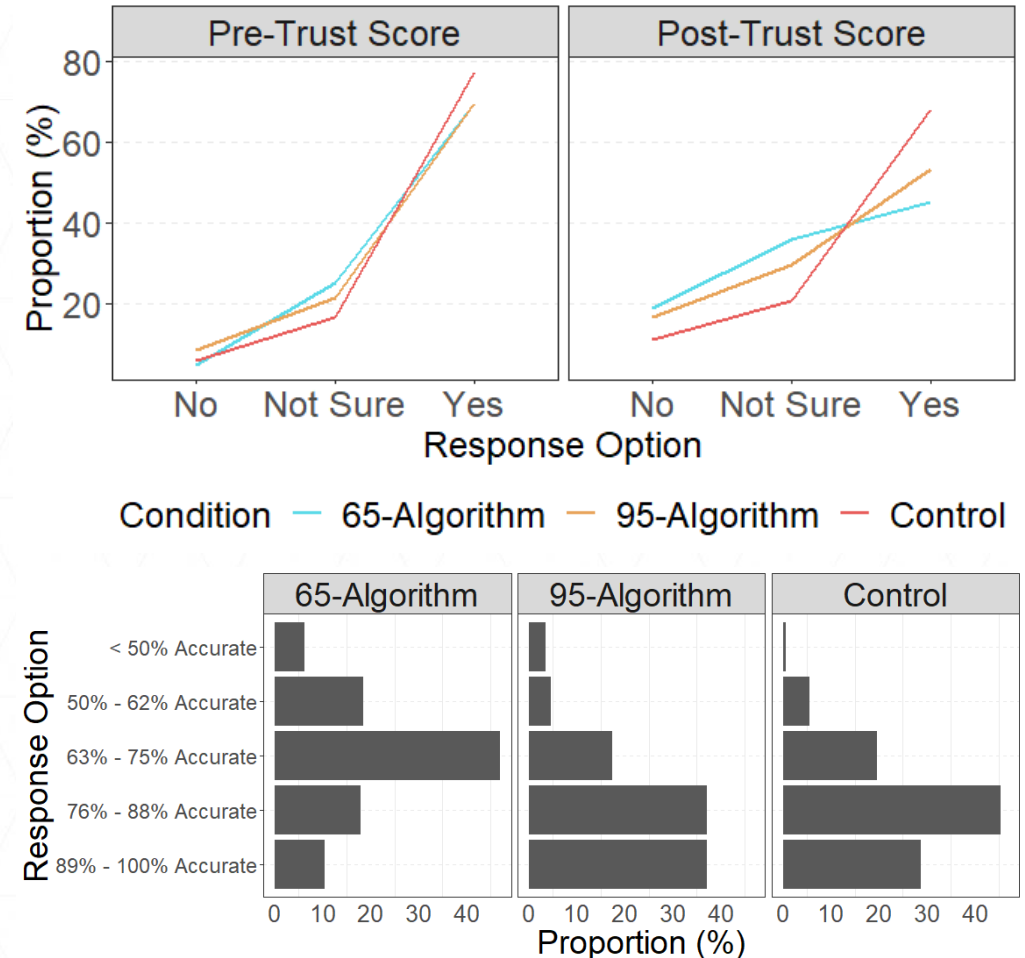 Pre-Trust Score Post-Trust Score
Proportion (%)
80
60
40
20
No Not Sure Yes No Not Sure Yes
Response Option
Condition 65-Algorithm 95-Algorithm Control
65-Algorithm 95-Algorithm Control
Response Option
< 50% Accurate
50% - 62% Accurate
63% - 75% Accurate
76% - 88% Accurate
89% - 100% Accurate
0 10 20 30 40 0 10 20 30 40 0 10 20 30 40
Proportion (%)